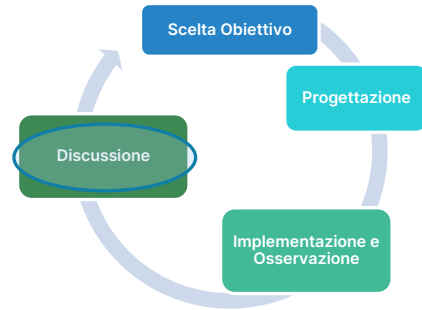 Scelta Obiettivo
Progettazione
Implementazione e
Osservazione
Discussione